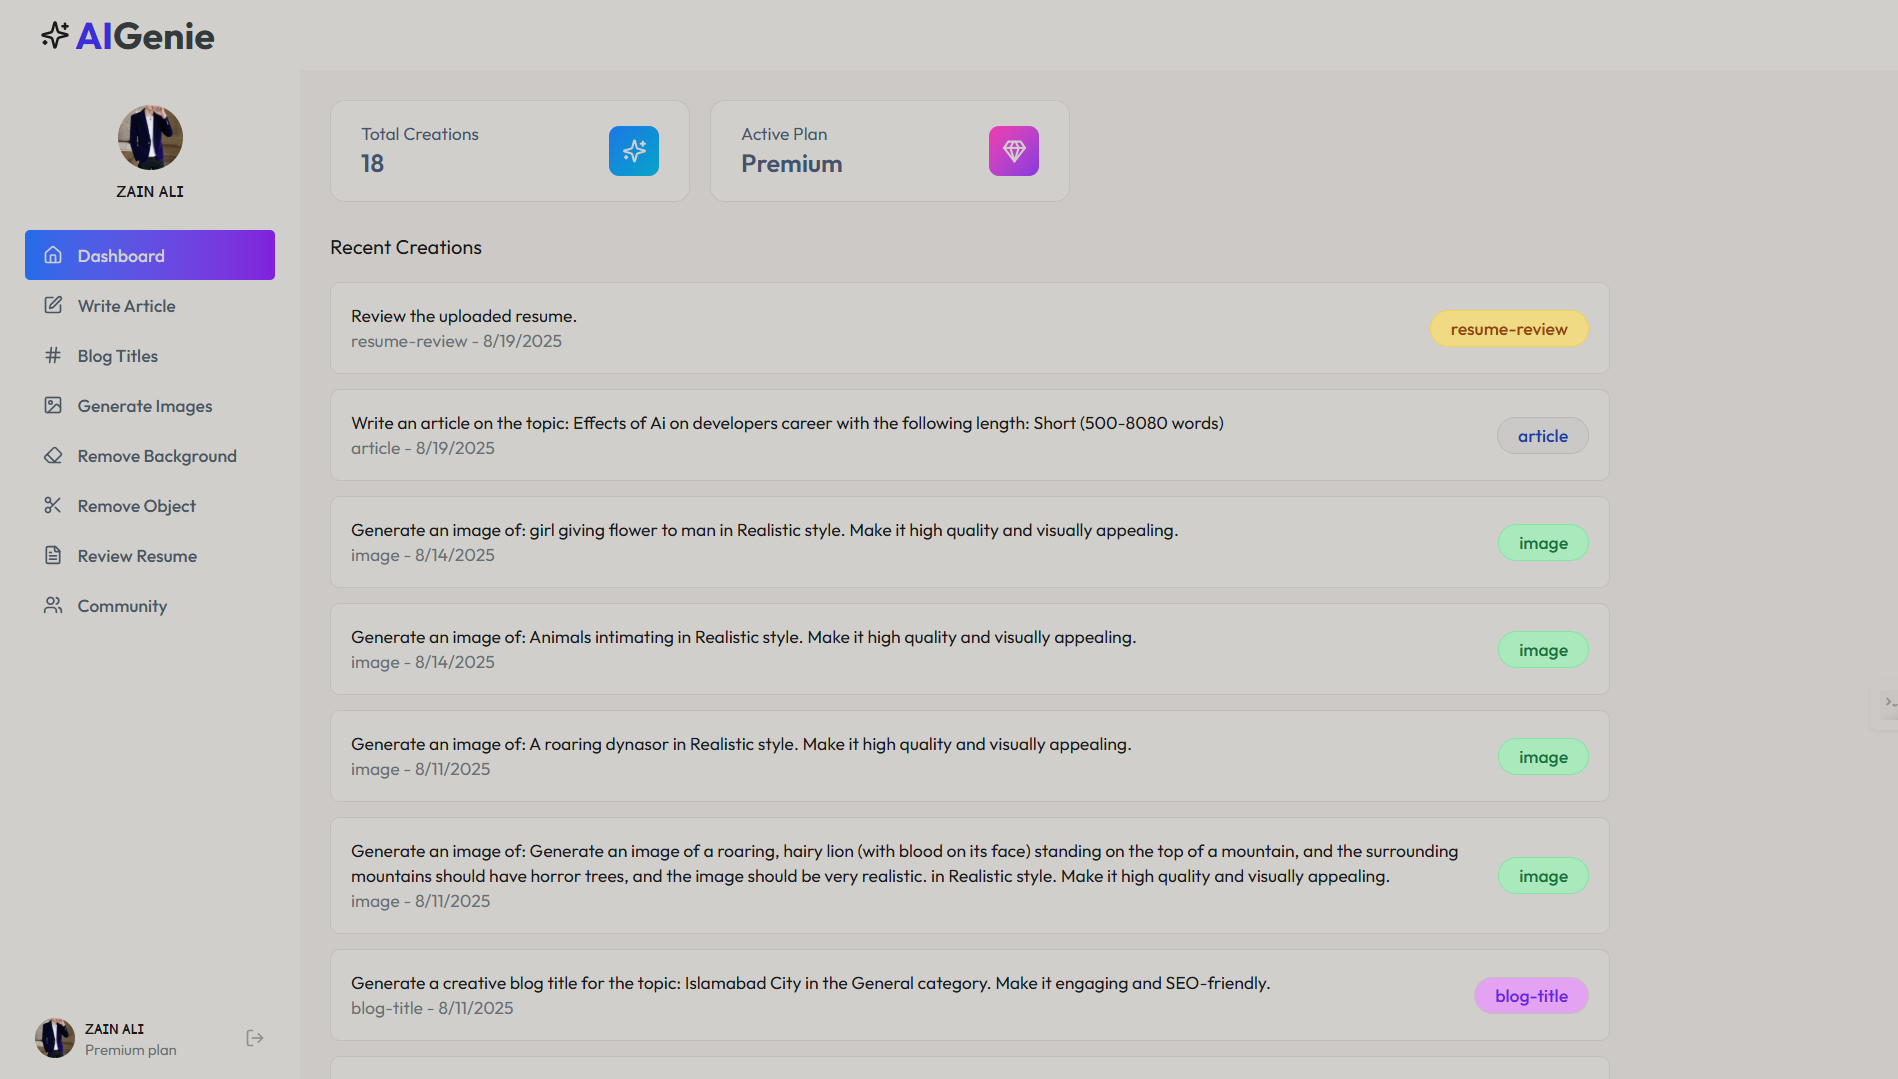 AIGenie
ZAIN ALI
Dashboard
Write Article
Blog Titles
Generate Images
Remove Background
Remove Object
Review Resume
Community
ZAIN ALI
Premium plan
Total Creations
18
Active Plan
Premium
Recent Creations
Review the uploaded resume.
resume-review - 8/19/2025
resume-review
Write an article on the topic: Effects of Ai on developers career with the following length: Short (500-8080 words)
article - 8/19/2025
article
Generate an image of: girl giving flower to man in Realistic style. Make it high quality and visually appealing.
image - 8/14/2025
image
Generate an image of: Animals intimating in Realistic style. Make it high quality and visually appealing.
image - 8/14/2025
image
Generate an image of: A roaring dynasor in Realistic style. Make it high quality and visually appealing.
image - 8/11/2025
image
Generate an image of: Generate an image of a roaring, hairy lion (with blood on its face) standing on the top of a mountain, and the surrounding
mountains should have horror trees, and the image should be very realistic. in Realistic style. Make it high quality and visually appealing.
image - 8/11/2025
image
Generate a creative blog title for the topic: Islamabad City in the General category. Make it engaging and SEO-friendly.
blog-title - 8/11/2025
blog-title